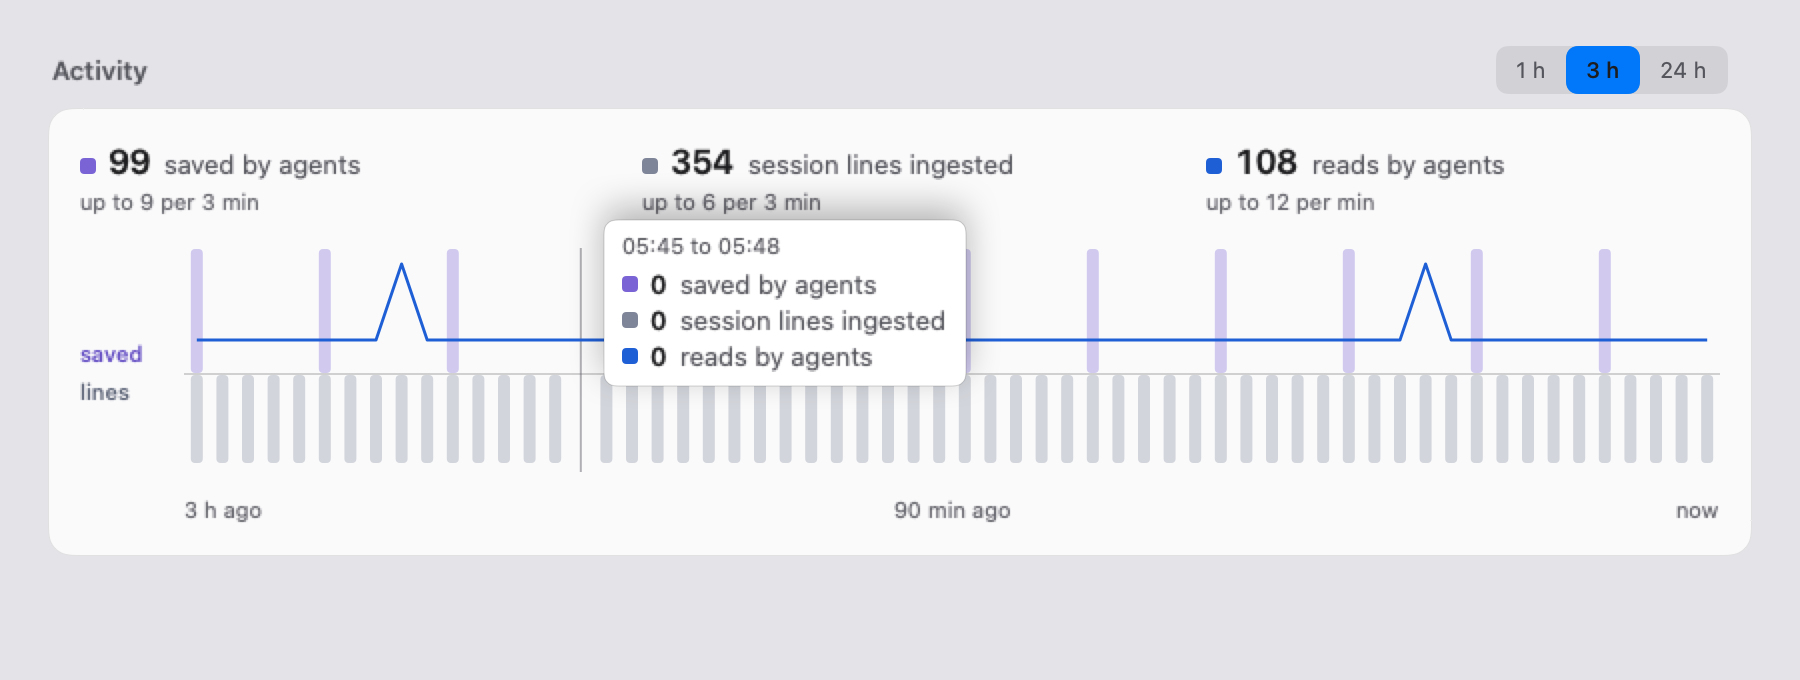 Activity
1 h 3 h 24 h
99 saved by agents
up to 9 per 3 min
354 session lines ingested
up to 6 per 3 min
108 reads by agents
up to 12 per min
05:45 to 05:48
0 saved by agents
0 session lines ingested
0 reads by agents
saved
lines
3 h ago
90 min ago
now